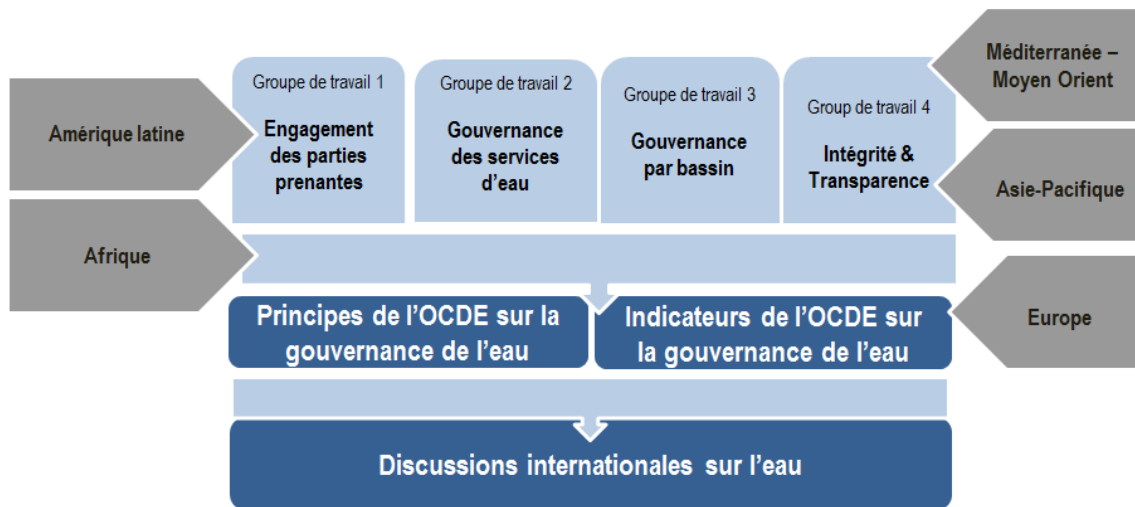 Amérique latine
Afrique
Groupe de travail 1
Engagement
des parties
prenantes
Groupe de travail 2
Gouvernance
des services
d'eau
Groupe de travail 3
Gouvernance
par bassin
Group de travail 4
Intégrité &
Transparence
Méditerranée –
Moyen Orient
Asie-Pacifique
Europe
Principes de l'OCDE sur la
gouvernance de l'eau
Indicateurs de l'OCDE sur
la gouvernance de l'eau
Discussions internationales sur l'eau